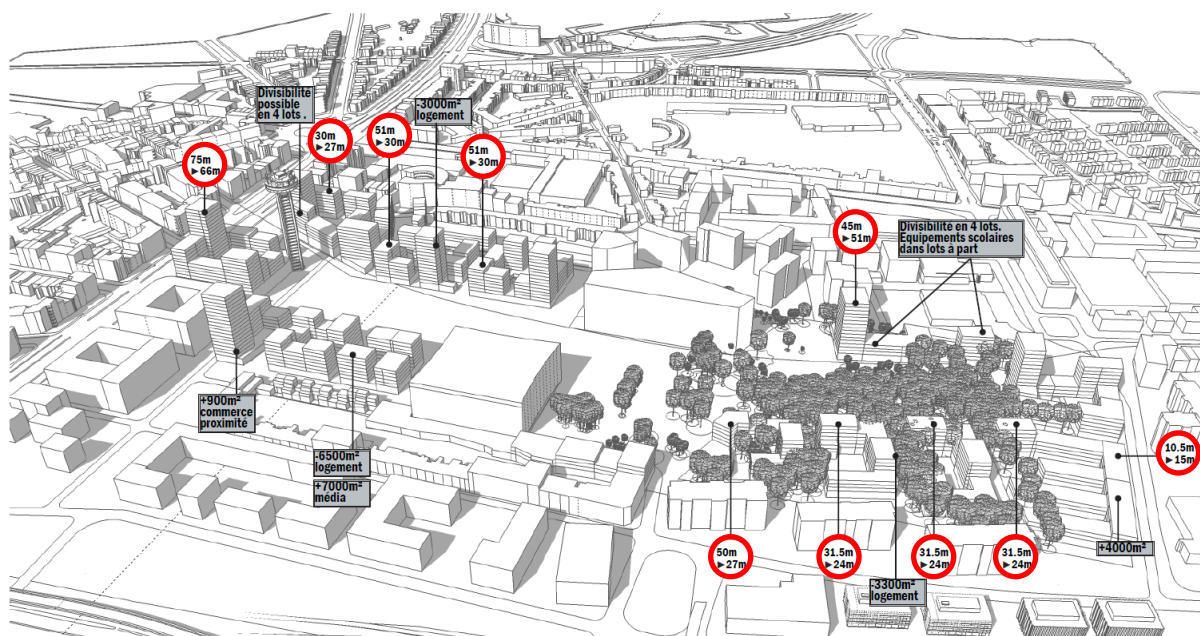 Divisibilité
possible
en 4 lots .
-3000m²
logement
30m
►27m
51m
►30m
51m
►30m
75m
►66m
45m
►51m
Divisibilité en 4 lots.
Equipements scolaires
dans lots à part
+900m²
commerce
proximité
-6500m²
logement
+7000m²
média
10.5m
►15m
50m
►27m
31.5m
►24m
31.5m
►24m
31.5m
►24m
-3300m²
logement
+4000m²